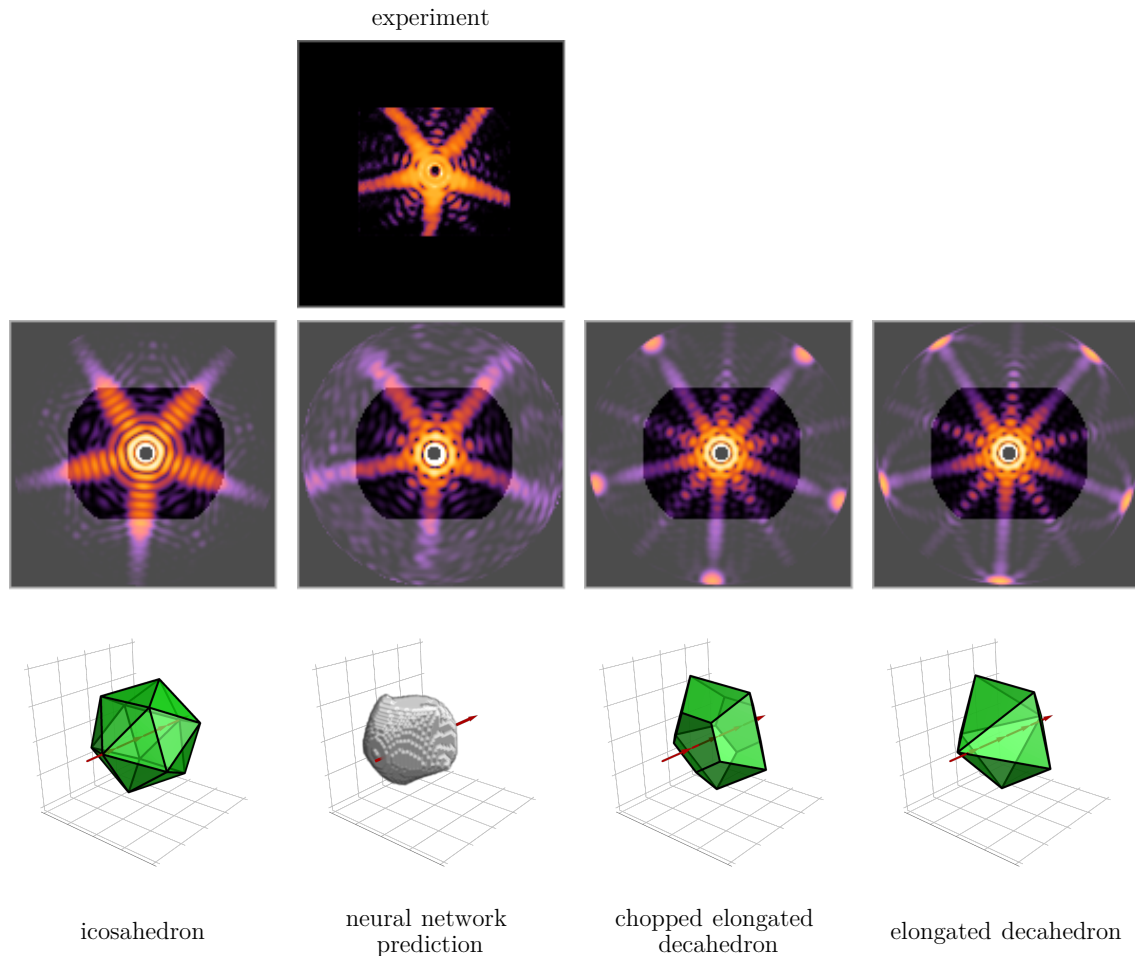 experiment
icosahedron
neural network
prediction
chopped elongated
decahedron
elongated decahedron